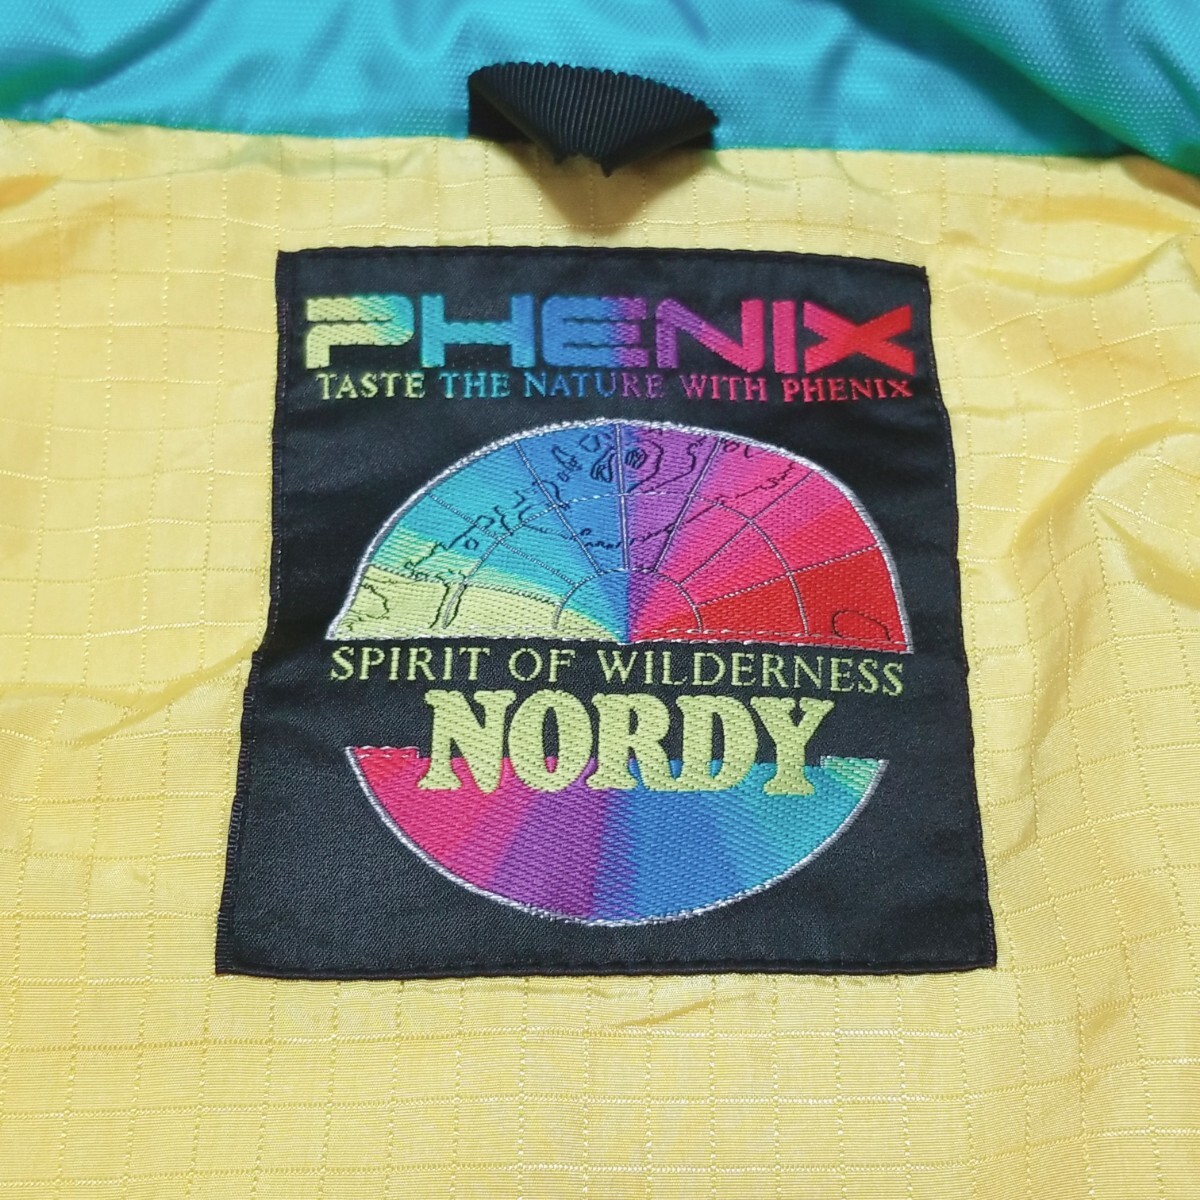 PHENIX
TASTE THE NATURE WITH PHENIX
SPIRIT OF WILDERNESS
NORDY